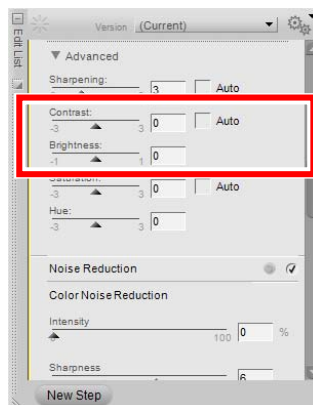 Edit List
Version (Current)
Advanced
Sharpening:
3 Auto
Contrast:
-3 3 0 Auto
Brightness:
-1 1 0
Saturation:
-3 3 0 Auto
Hue:
-3 3 0
Noise Reduction
Color Noise Reduction
Intensity
100 0 %
Sharpness
6
New Step